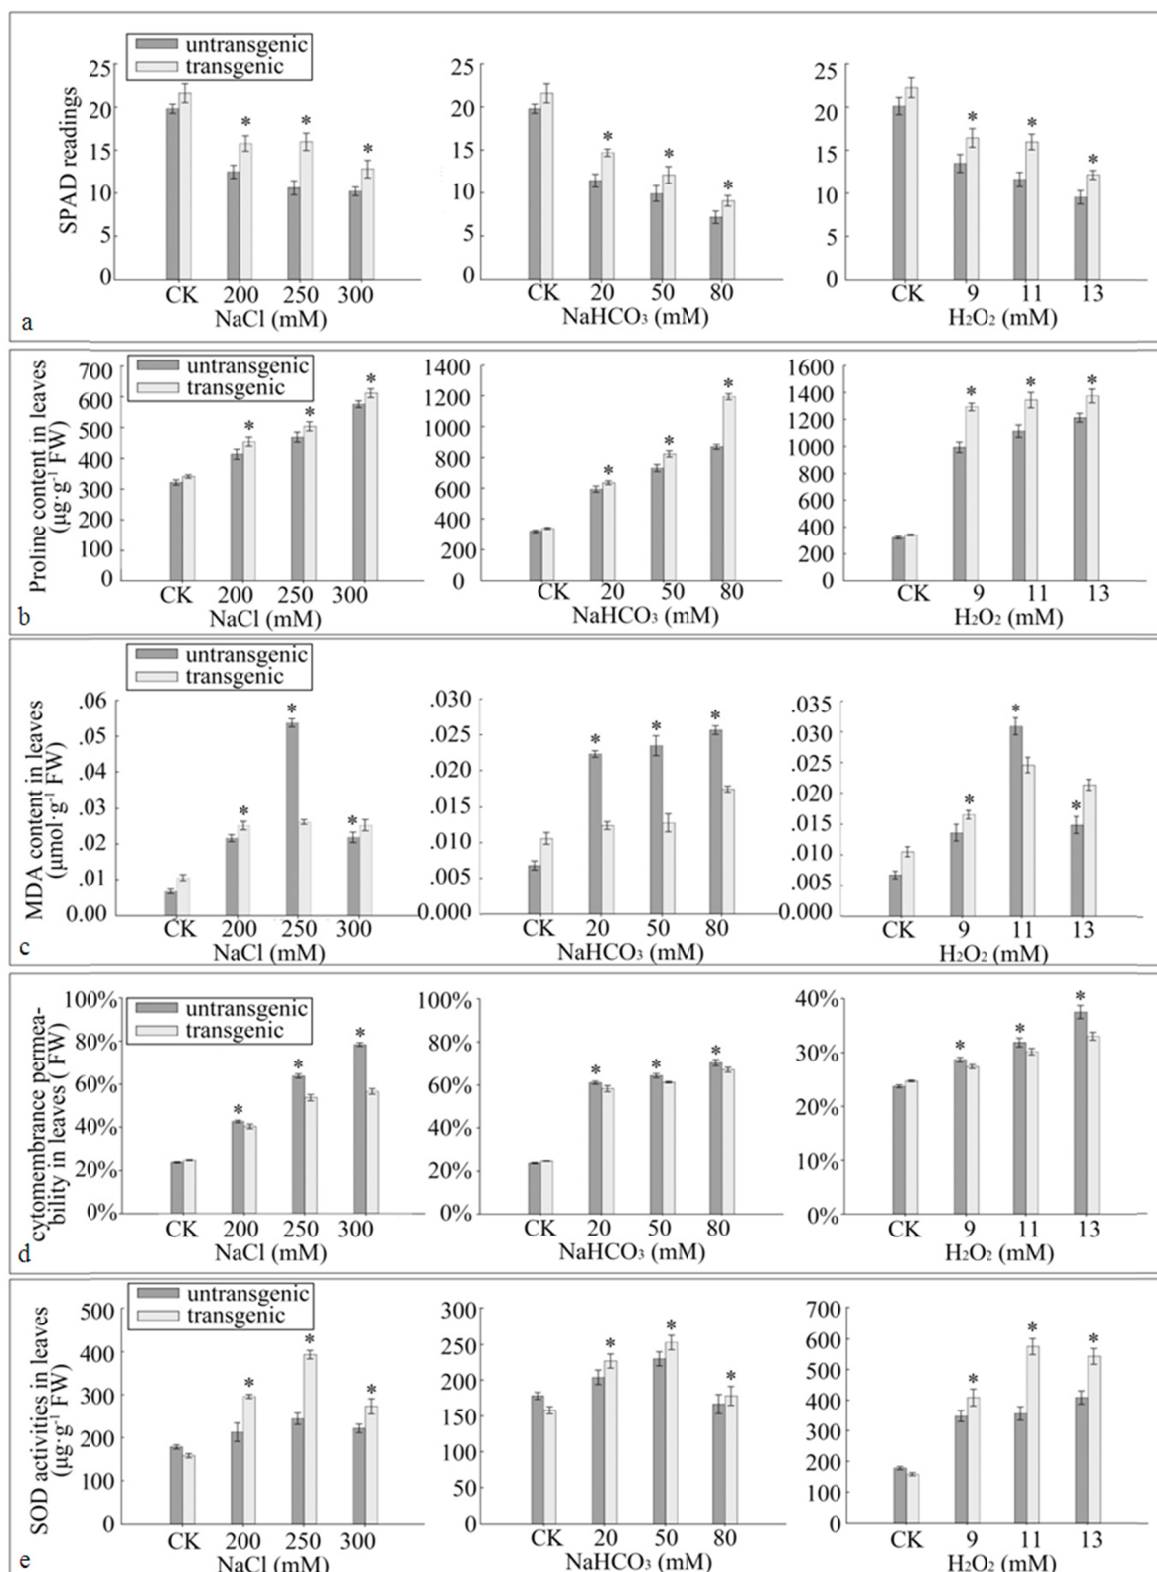 untransgenic
transgenic
SPAD readings
25
20
15
10
5
0
CK 200 250 300
NaCl (mM)
25
20
15
10
5
0
CK 20 50 80
NaHCO₃ (mM)
25
20
15
10
5
0
CK 9 11 13
H₂O₂ (mM)
* * *
* * *
* * *
a
untransgenic
transgenic
Proline content in leaves
(μg·g⁻¹ FW)
700
600
500
400
300
200
100
0
CK 200 250 300
NaCl (mM)
1400
1200
1000
800
600
400
200
0
CK 20 50 80
NaHCO₃ (mM)
1600
1400
1200
1000
800
600
400
200
0
CK 9 11 13
H₂O₂ (mM)
* * *
* * *
* * *
b
untransgenic
transgenic
MDA content in leaves
(μmol·g⁻¹ FW)
.06
.05
.04
.03
.02
.01
0.00
CK 200 250 300
NaCl (mM)
.030
.025
.020
.015
.010
.005
0.000
CK 20 50 80
NaHCO₃ (mM)
.035
.030
.025
.020
.015
.010
.005
.000
CK 9 11 13
H₂O₂ (mM)
* * *
* * *
* * *
c
untransgenic
transgenic
cytomembrance permea-
bility in leaves ( FW)
100%
80%
60%
40%
20%
0%
CK 200 250 300
NaCl (mM)
100%
80%
60%
40%
20%
0%
CK 20 50 80
NaHCO₃ (mM)
40%
30%
20%
10%
0%
CK 9 11 13
H₂O₂ (mM)
* * *
* * *
* * *
d
untransgenic
transgenic
SOD activities in leaves
(μg·g⁻¹ FW)
500
400
300
200
100
0
CK 200 250 300
NaCl (mM)
300
250
200
150
100
50
0
CK 20 50 80
NaHCO₃ (mM)
700
600
500
400
300
200
100
0
CK 9 11 13
H₂O₂ (mM)
* * *
* * *
* * *
e